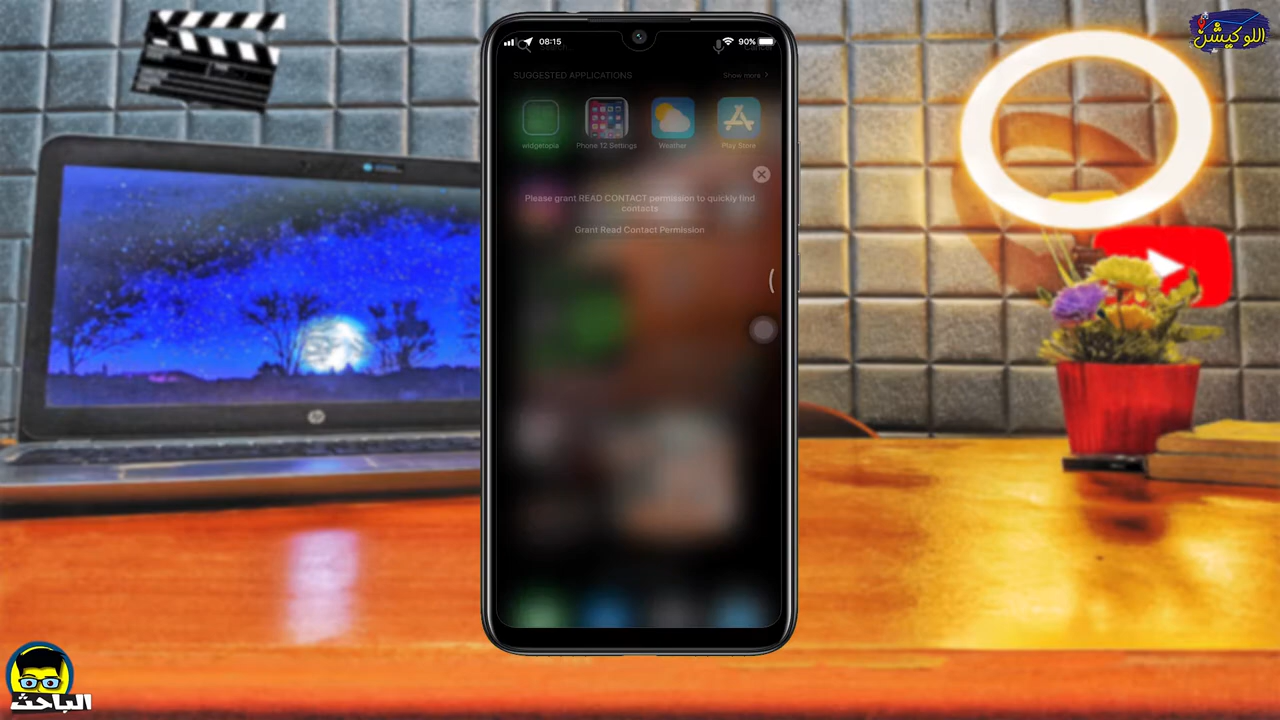 اللوكيشن
08:15
90%
SUGGESTED APPLICATIONS
Show more
widgetopia
Phone 12 Settings
Weather
Play Store
Please grant READ CONTACT permission to quickly find
contacts
Grant Read Contact Permission
hp
الباحث